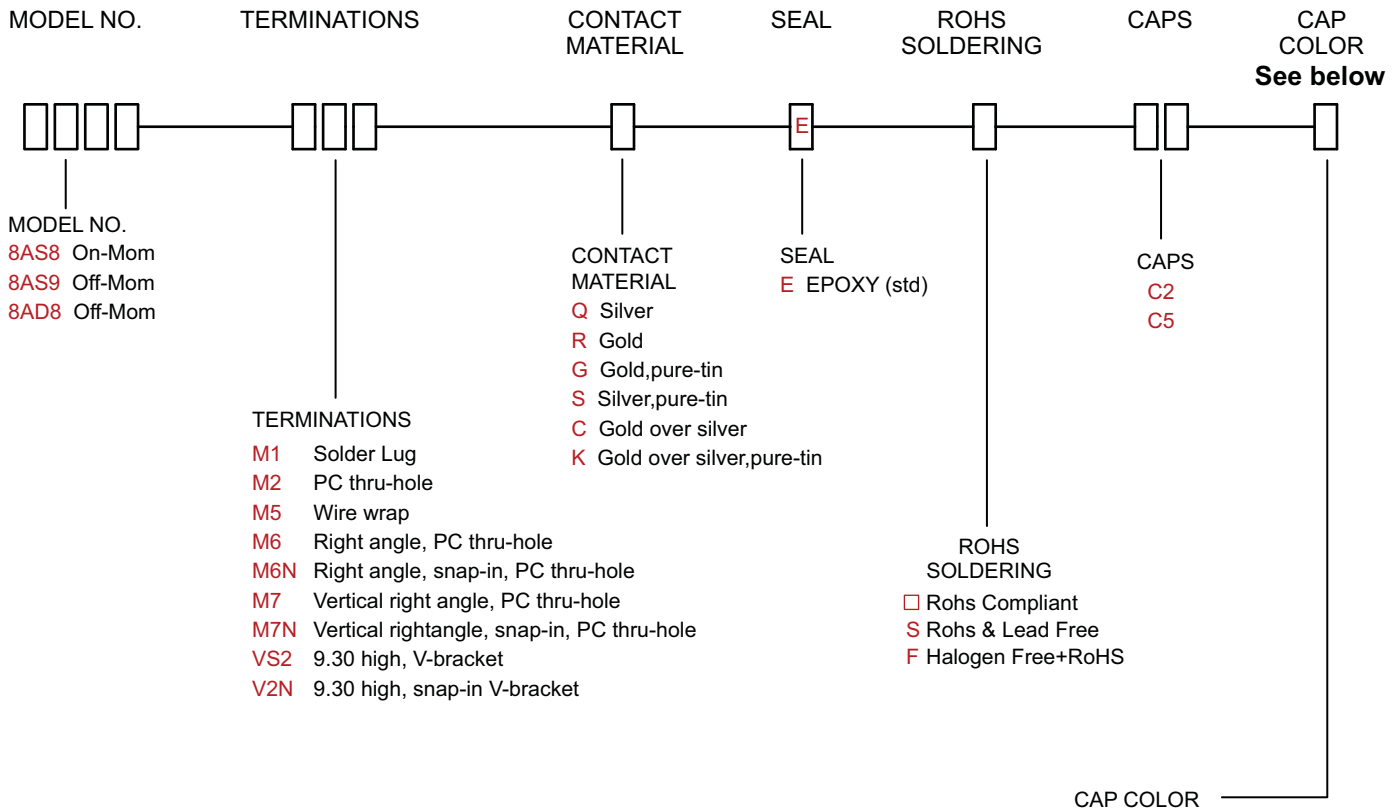 MODEL NO.
TERMINATIONS
CONTACT
MATERIAL
SEAL
ROHS
SOLDERING
CAPS
CAP
COLOR
See below
E
MODEL NO.
8AS8 On-Mom
8AS9 Off-Mom
8AD8 Off-Mom
TERMINATIONS
M1 Solder Lug
M2 PC thru-hole
M5 Wire wrap
M6 Right angle, PC thru-hole
M6N Right angle, snap-in, PC thru-hole
M7 Vertical right angle, PC thru-hole
M7N Vertical rightangle, snap-in, PC thru-hole
VS2 9.30 high, V-bracket
V2N 9.30 high, snap-in V-bracket
CONTACT
MATERIAL
Q Silver
R Gold
G Gold,pure-tin
S Silver,pure-tin
C Gold over silver
K Gold over silver,pure-tin
SEAL
E EPOXY (std)
ROHS
SOLDERING
□ Rohs Compliant
S Rohs & Lead Free
F Halogen Free+RoHS
CAPS
C2
C5
CAP COLOR